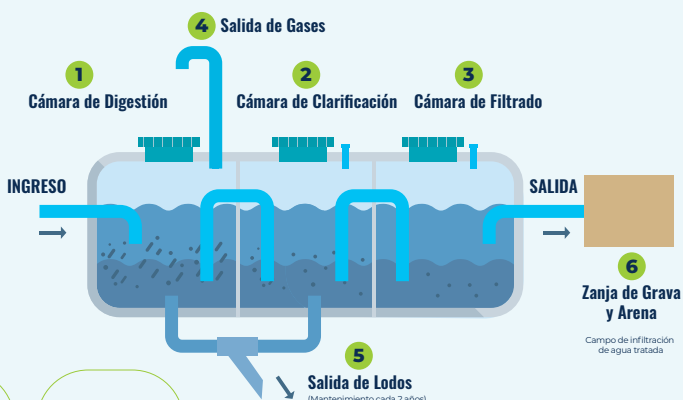 4 Salida de Gases
1
Cámara de Digestión
2
Cámara de Clarificación
3
Cámara de Filtrado
INGRESO
SALIDA
6
Zanja de Grava
y Arena
Campo de infiltración
de agua tratada
5
Salida de Lodos
(Mantenimiento cada 2 años)